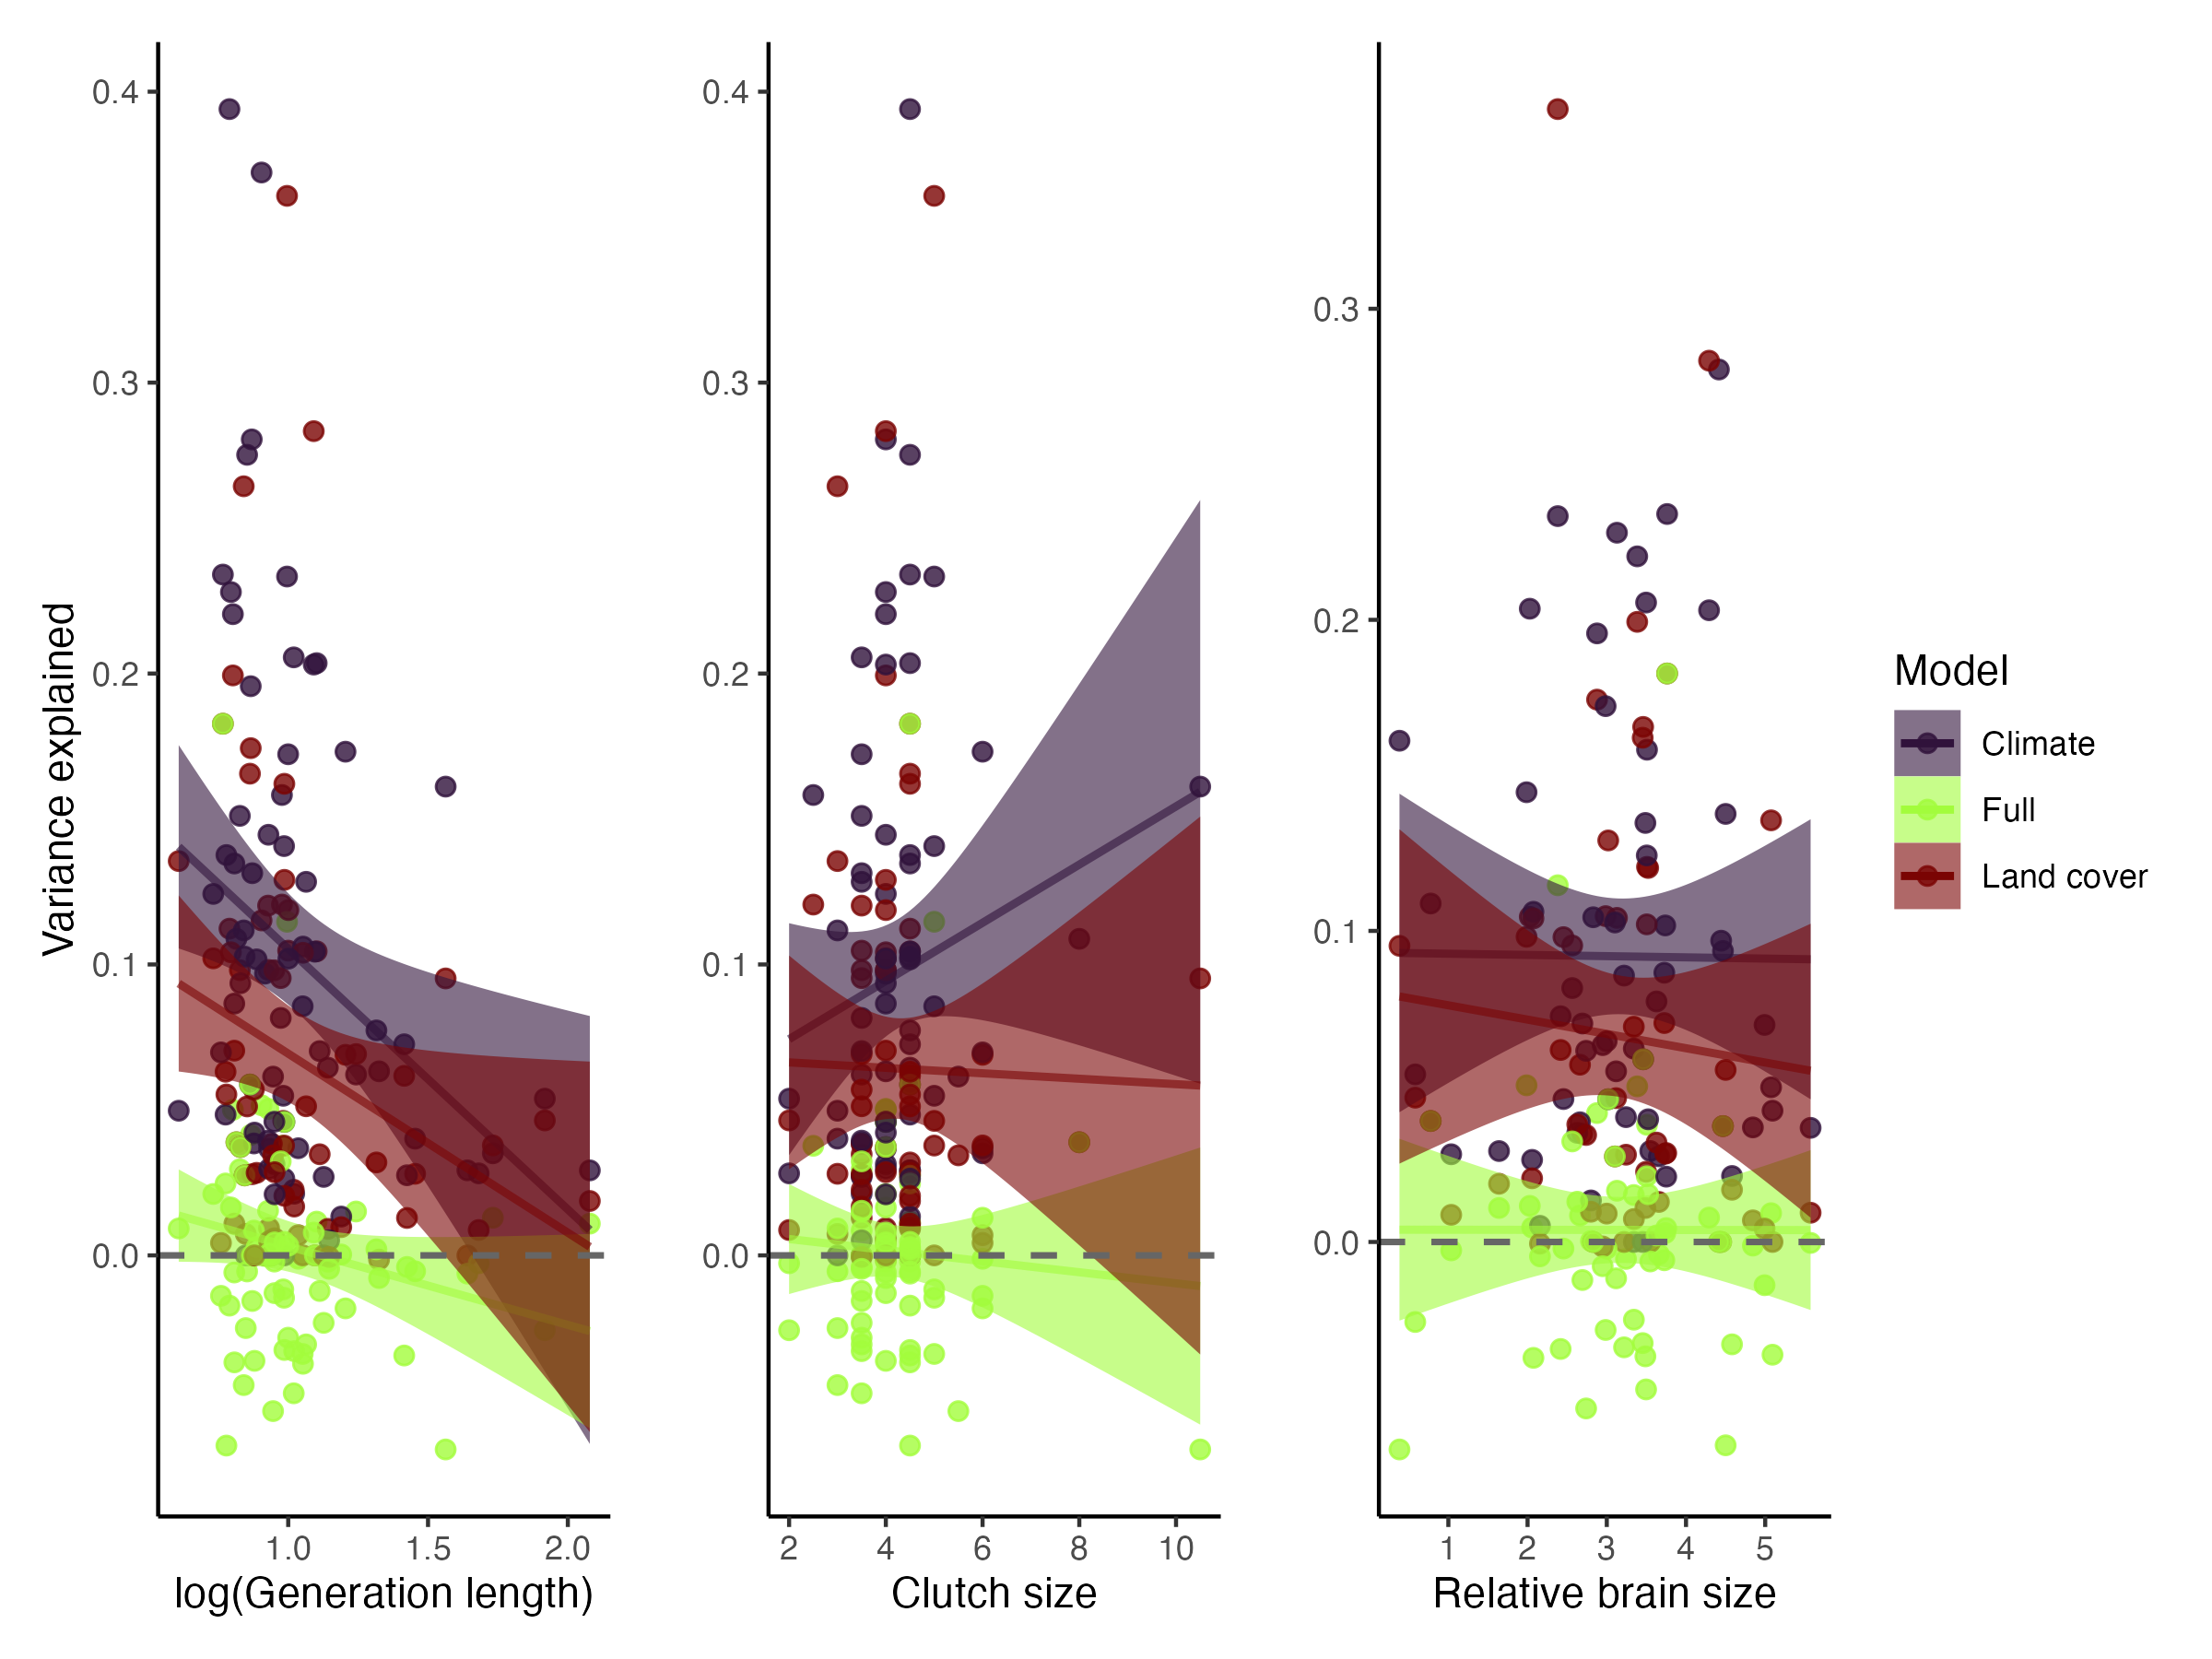 Variance explained
0.4
0.3
0.2
0.1
0.0
1.0 1.5 2.0
log(Generation length)
0.4
0.3
0.2
0.1
0.0
2 4 6 8 10
Clutch size
0.3
0.2
0.1
0.0
1 2 3 4 5
Relative brain size
Model
Climate
Full
Land cover